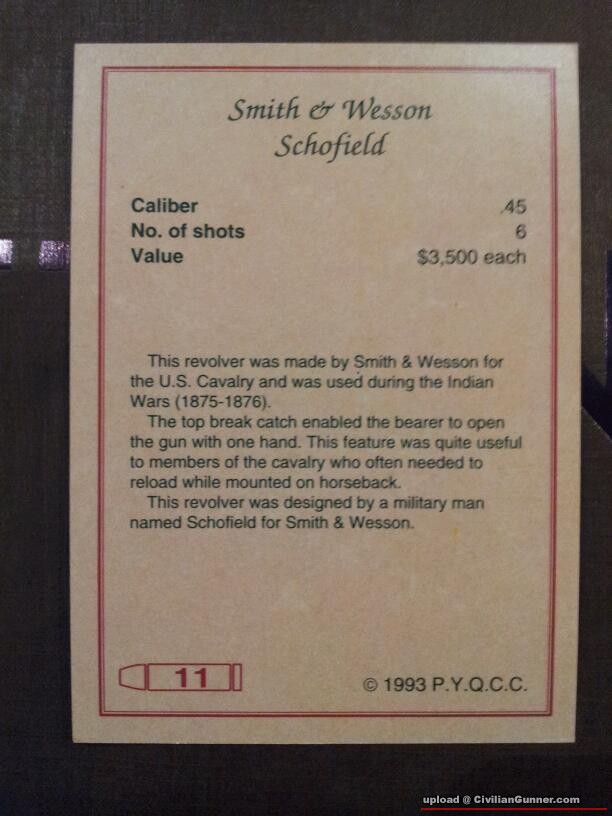 Smith & Wesson
Schofield
Caliber .45
No. of shots 6
Value $3,500 each
This revolver was made by Smith & Wesson for
the U.S. Cavalry and was used during the Indian
Wars (1875-1876).
The top break catch enabled the bearer to open
the gun with one hand. This feature was quite useful
to members of the cavalry who often needed to
reload while mounted on horseback.
This revolver was designed by a military man
named Schofield for Smith & Wesson.
11 © 1993 P.Y.Q.C.C.
upload @ CivilianGunner.com